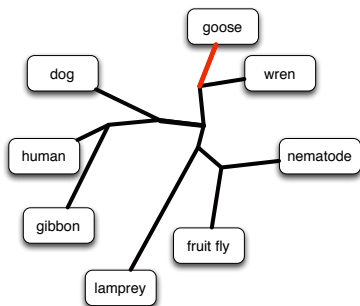 goose
dog
wren
human
nematode
gibbon
fruit fly
lamprey